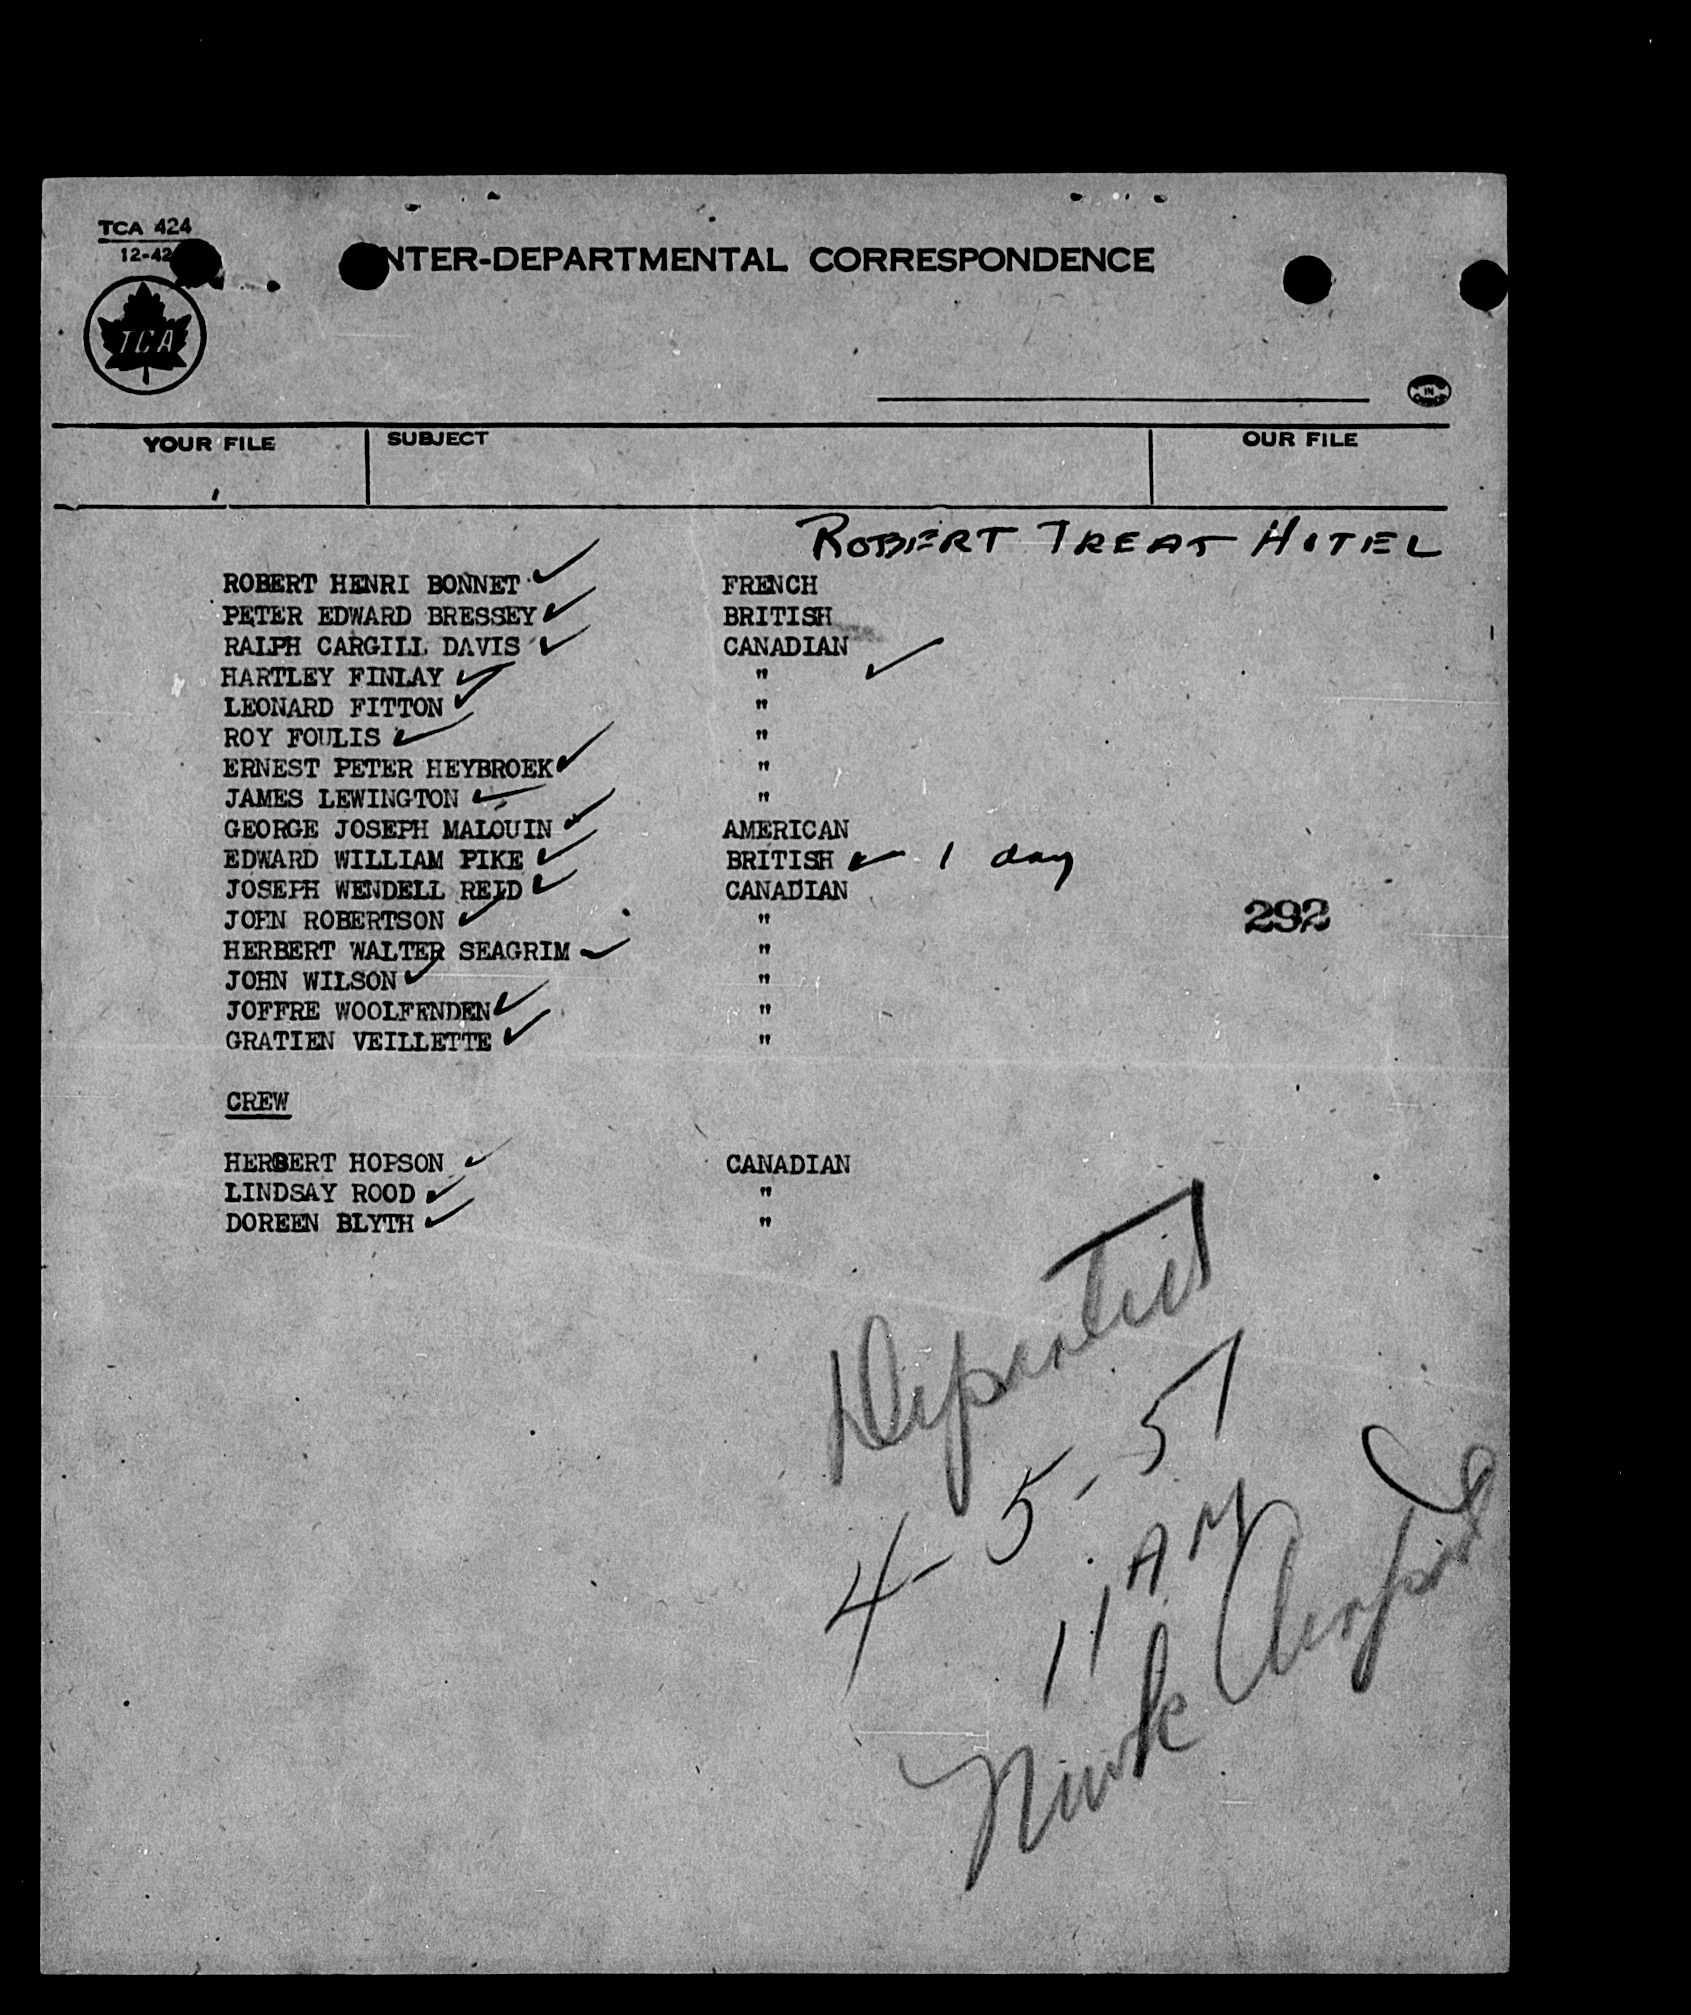 TCA 424
12-42
NTER-DEPARTMENTAL CORRESPONDENCE
TCA
IN
YOUR FILE SUBJECT OUR FILE
ROBERT TREAT HOTEL
ROBERT HENRI BONNET FRENCH
PETER EDWARD BRESSEY BRITISH
RALPH CARGILL DAVIS CANADIAN
HARTLEY FINLAY "
LEONARD FITTON "
ROY FOULIS "
ERNEST PETER HEYBROEK "
JAMES LEWINGTON "
GEORGE JOSEPH MALOUIN AMERICAN
EDWARD WILLIAM PIKE BRITISH 1 day
JOSEPH WENDELL REID CANADIAN
JOHN ROBERTSON " 292
HERBERT WALTER SEAGRIM "
JOHN WILSON "
JOFFRE WOOLFENDEN "
GRATIEN VEILLETTE "
CREW
HERBERT HOPSON CANADIAN
LINDSAY ROOD "
DOREEN BLYTH "
Departed
4-5-51
11 AM
Nwk Airport